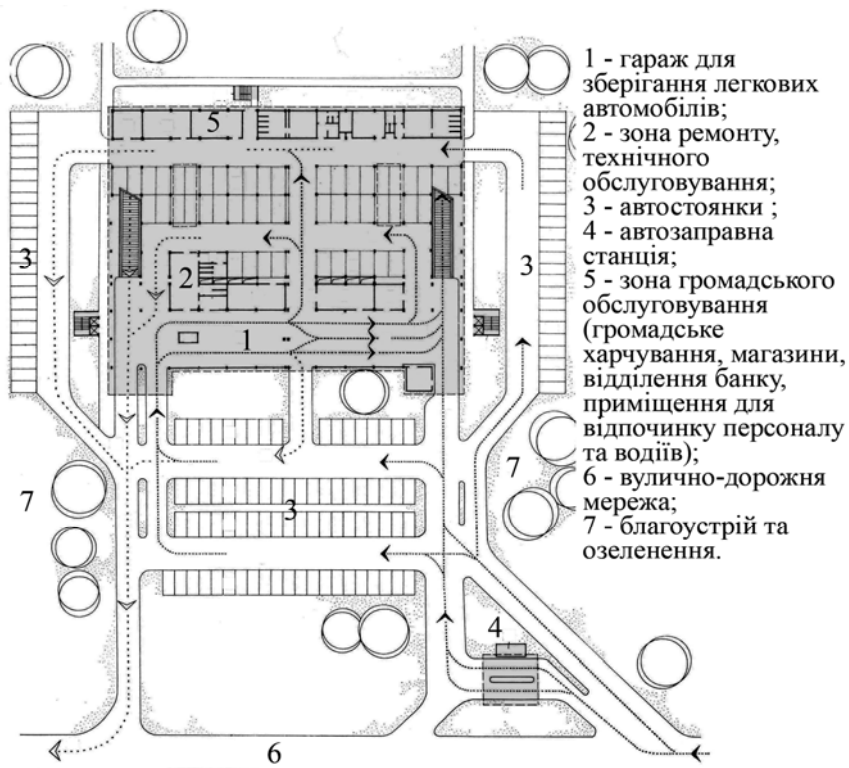 1 - гараж для
зберігання легкових
автомобілів;
2 - зона ремонту,
технічного
обслуговування;
3 - автостоянки ;
4 - автозаправна
станція;
5 - зона громадського
обслуговування
(громадське
харчування, магазини,
відділення банку,
приміщення для
відпочинку персоналу
та водіїв);
6 - вулично-дорожня
мережа;
7 - благоустрій та
озеленення.
5
3
2
3
1
7
3
7
4
6